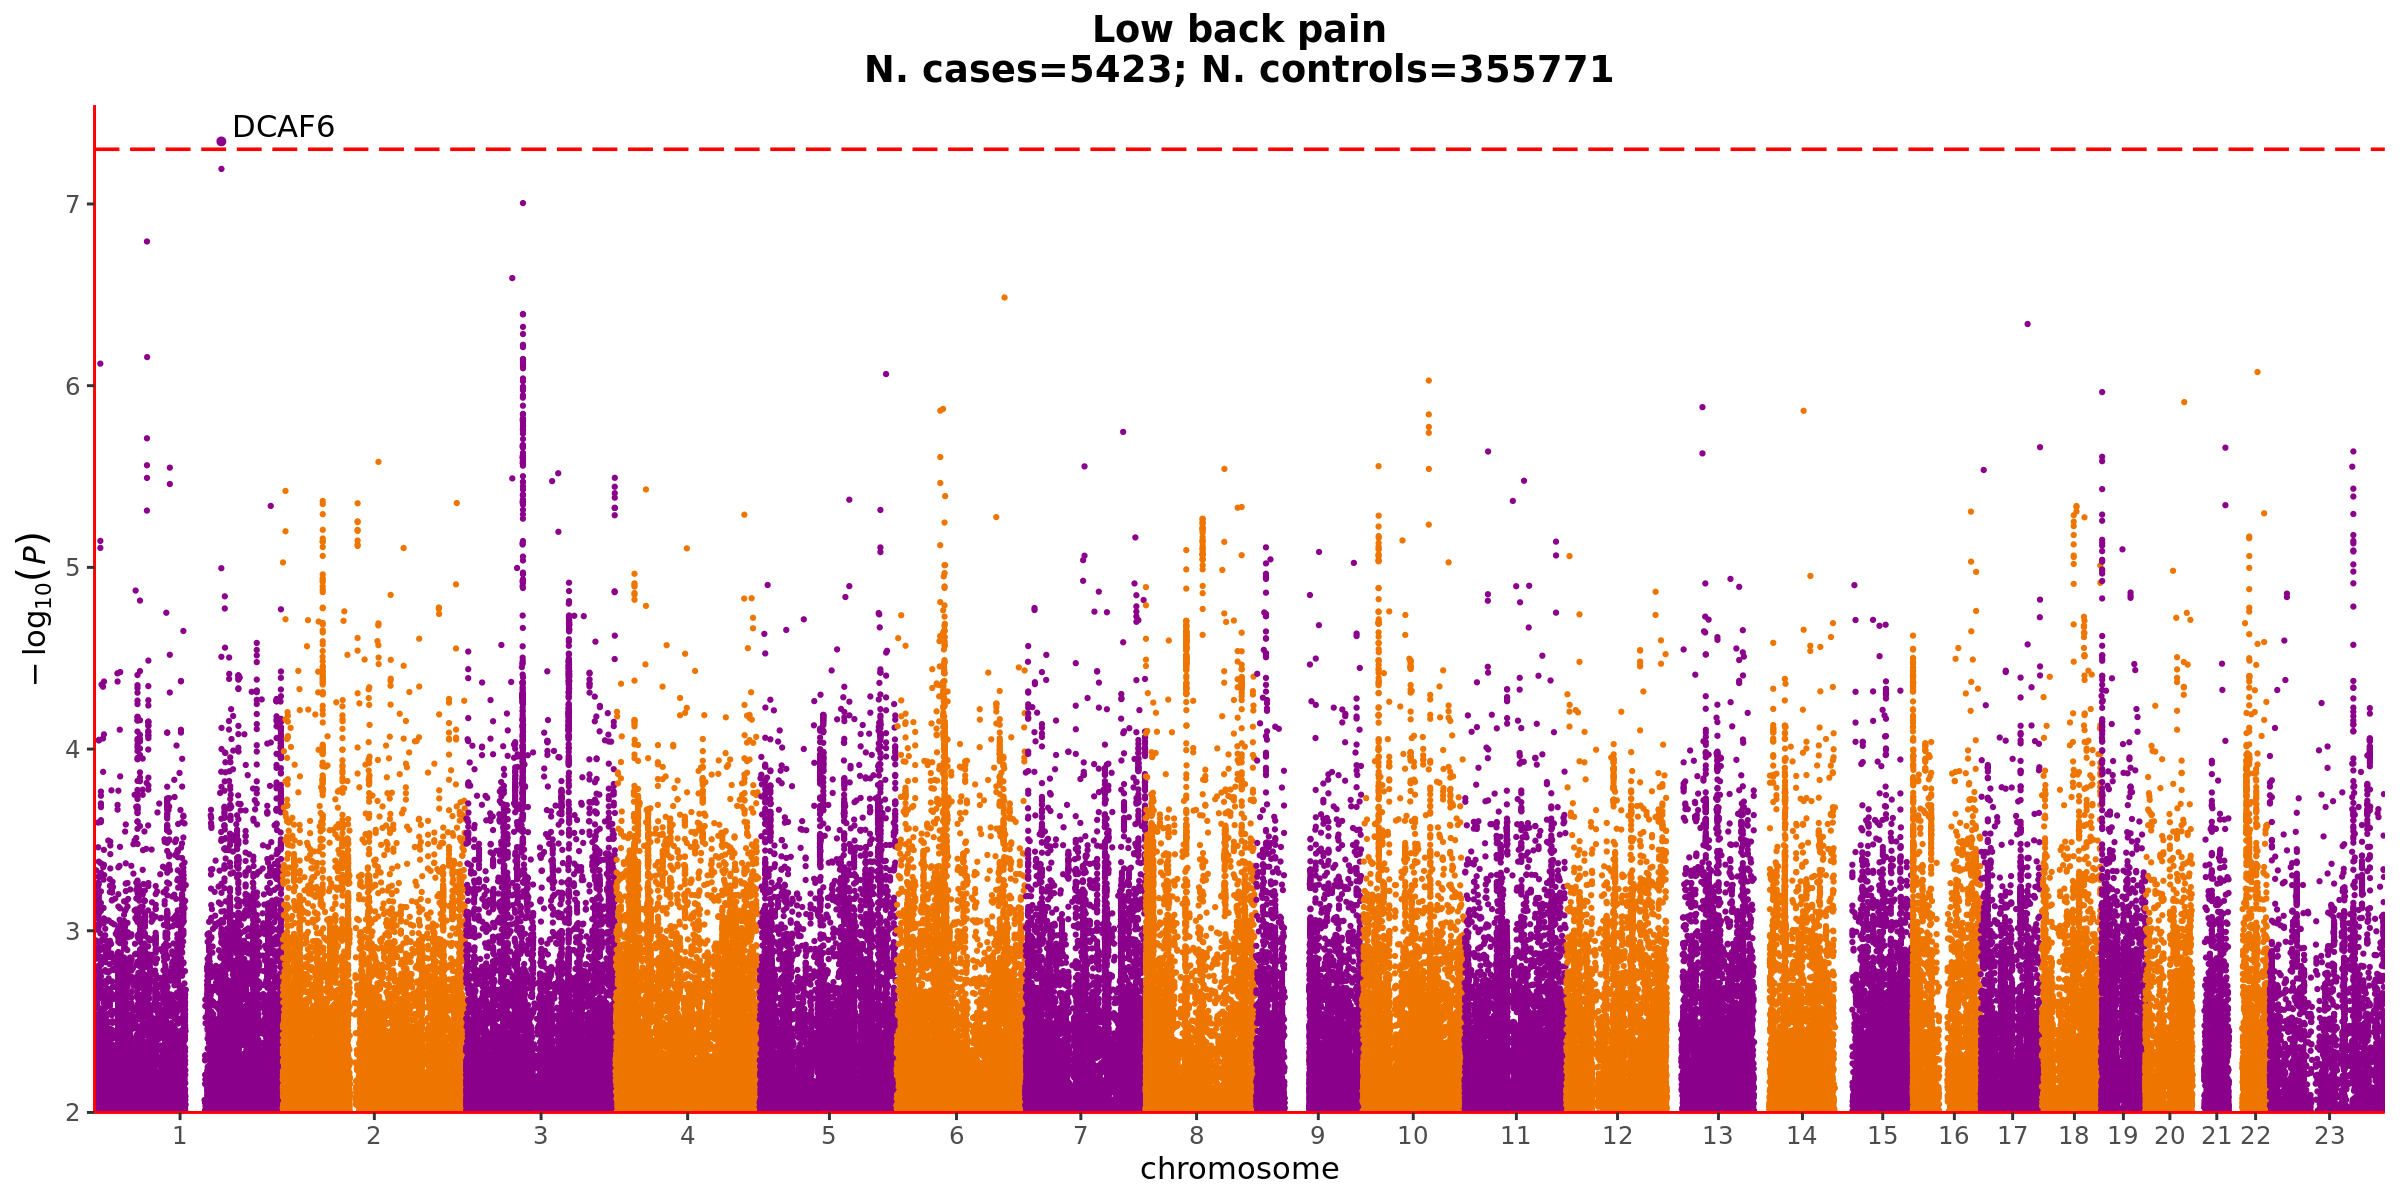 Low back pain
N. cases=5423; N. controls=355771
DCAF6
7
6
5
4
3
2
−log10(P)
1 2 3 4 5 6 7 8 9 10 11 12 13 14 15 16 17 18 19 20 21 22 23
chromosome